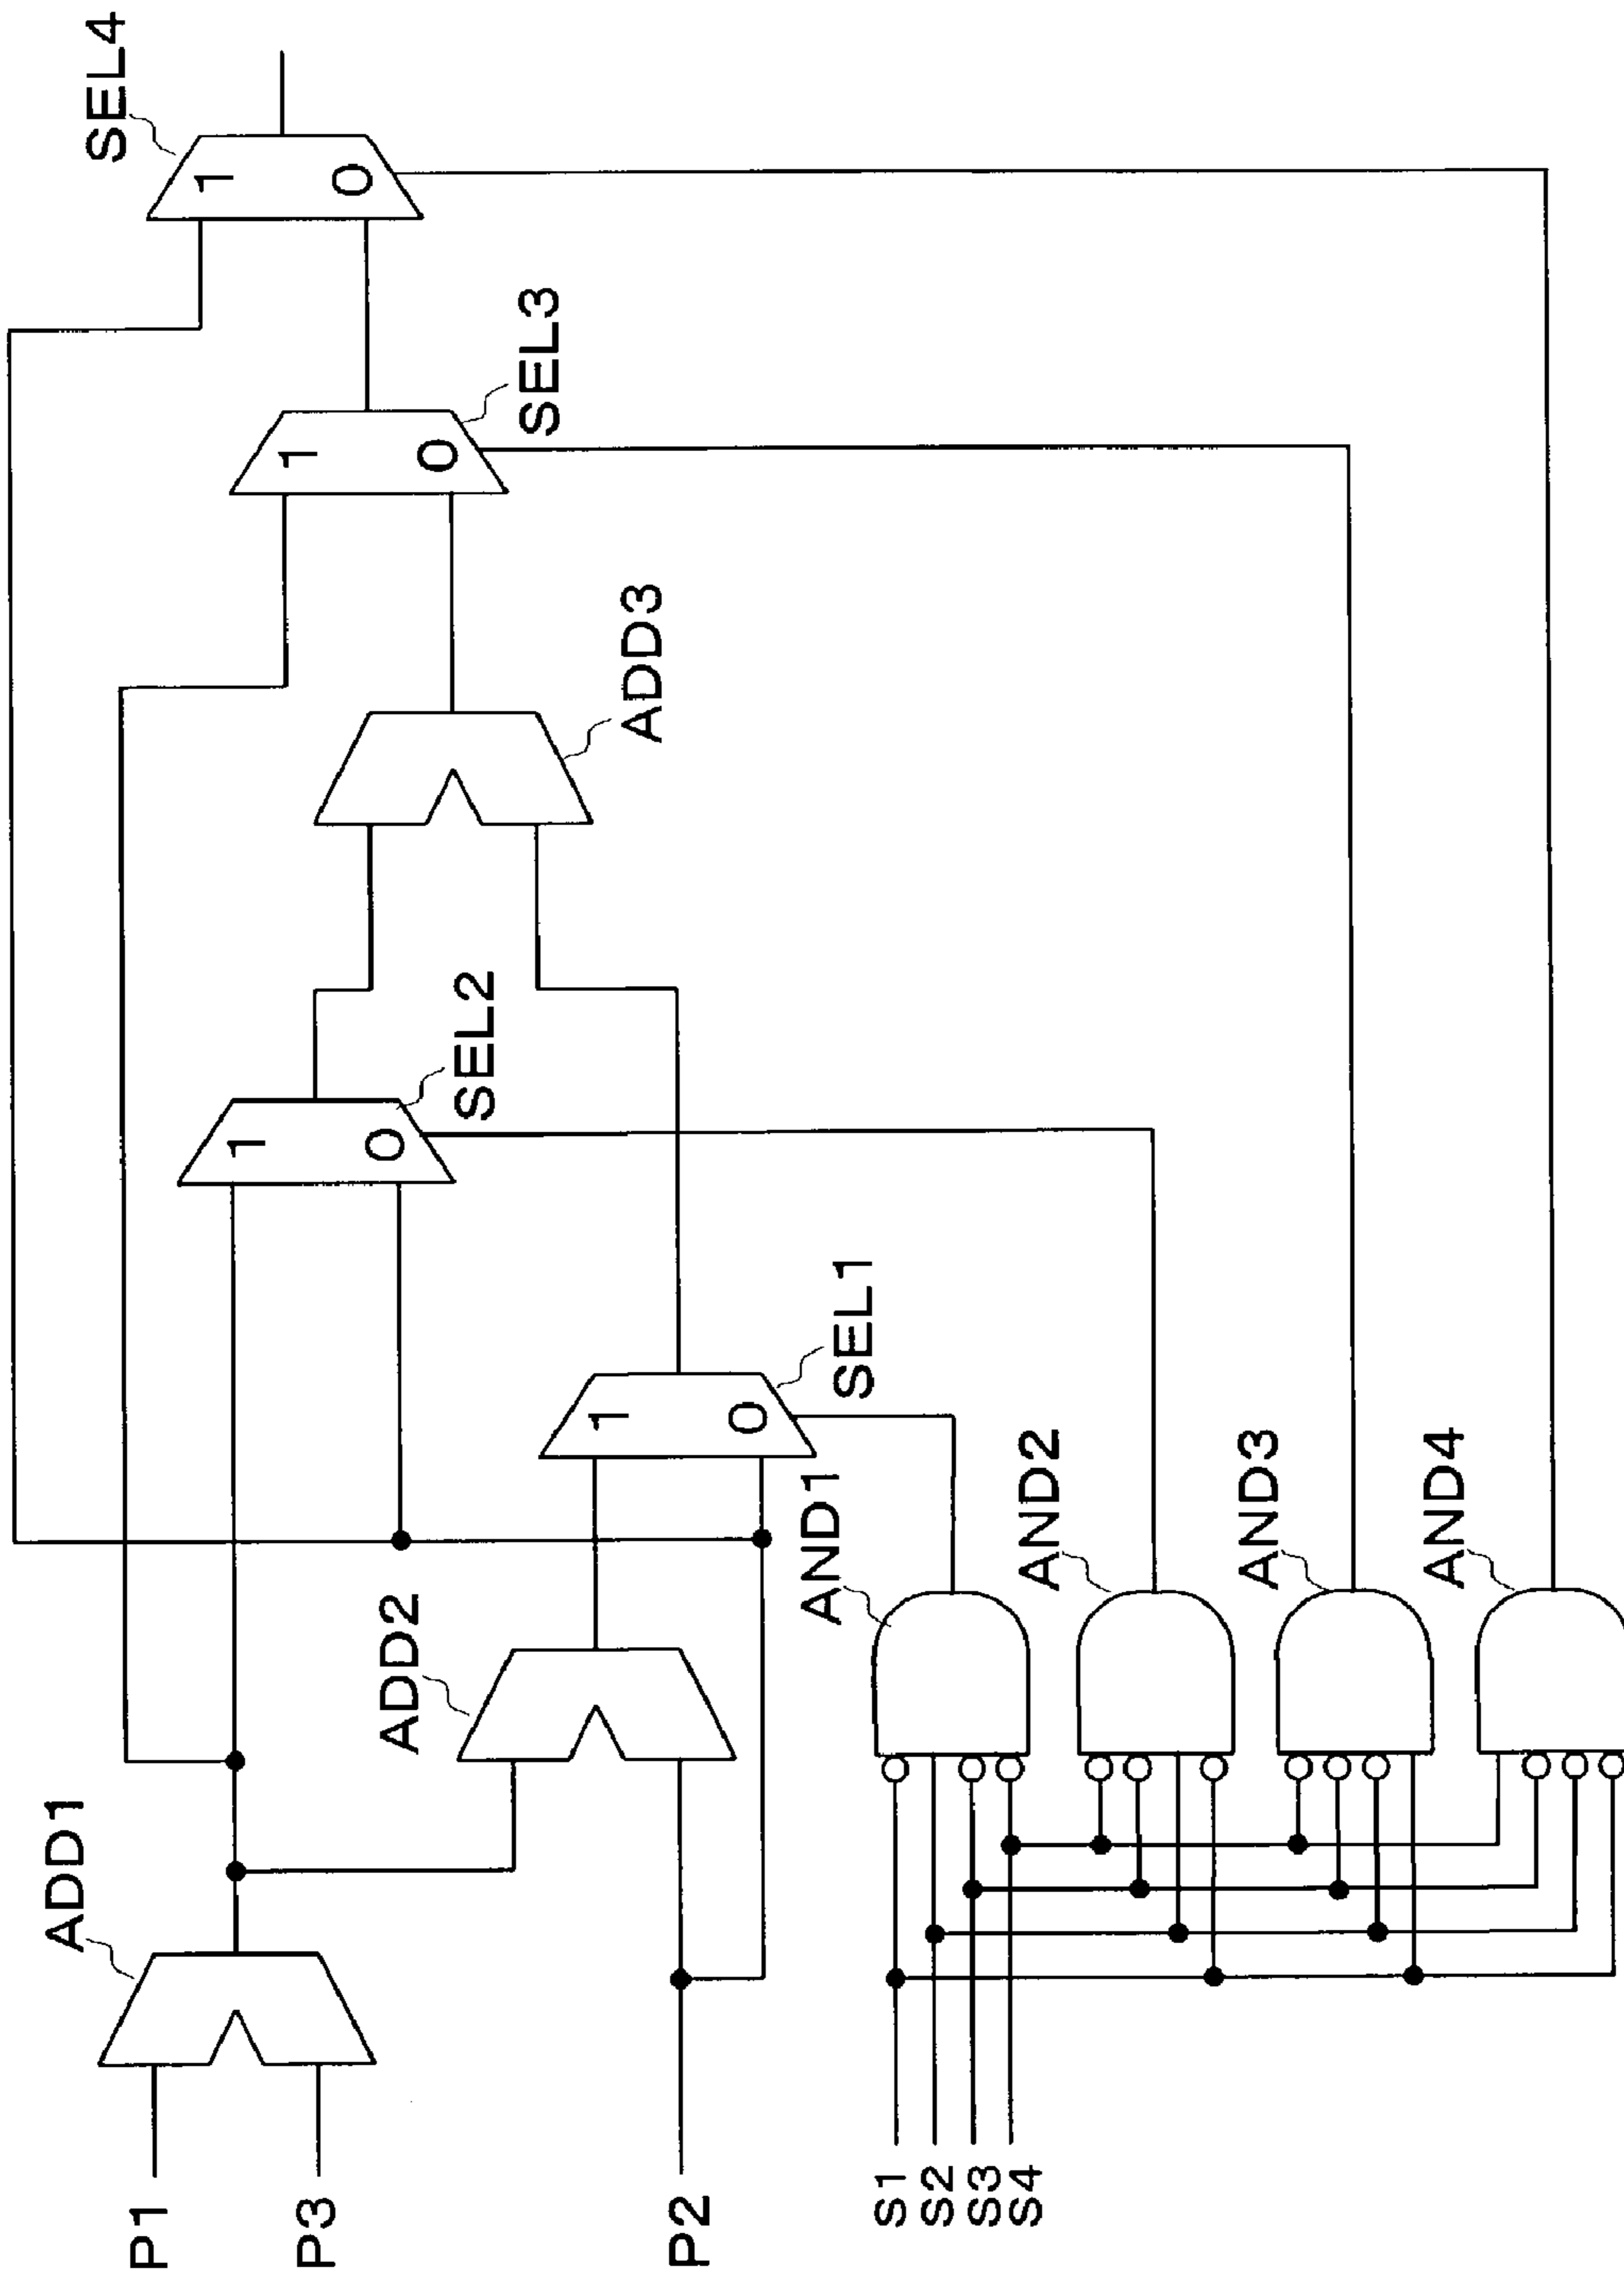 P1
P3
P2
S1
S2
S3
S4
ADD1
ADD2
AND1
AND2
AND3
AND4
SEL1
1
0
SEL2
1
0
ADD3
SEL3
1
0
SEL4
1
0